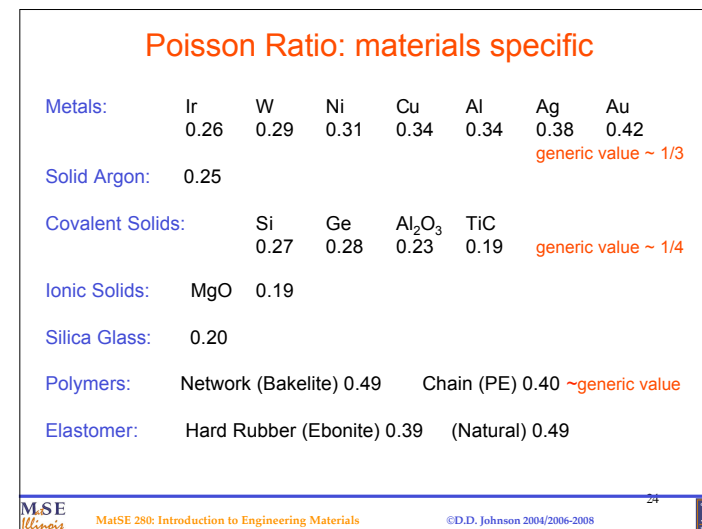 Poisson Ratio: materials specific
Metals: Ir W Ni Cu Al Ag Au
0.26 0.29 0.31 0.34 0.34 0.38 0.42
generic value ~ 1/3
Solid Argon: 0.25
Covalent Solids: Si Ge Al₂O₃ TiC
0.27 0.28 0.23 0.19 generic value ~ 1/4
Ionic Solids: MgO 0.19
Silica Glass: 0.20
Polymers: Network (Bakelite) 0.49 Chain (PE) 0.40 ~generic value
Elastomer: Hard Rubber (Ebonite) 0.39 (Natural) 0.49
24
MatSE
Illinois
MatSE 280: Introduction to Engineering Materials ©D.D. Johnson 2004/2006-2008